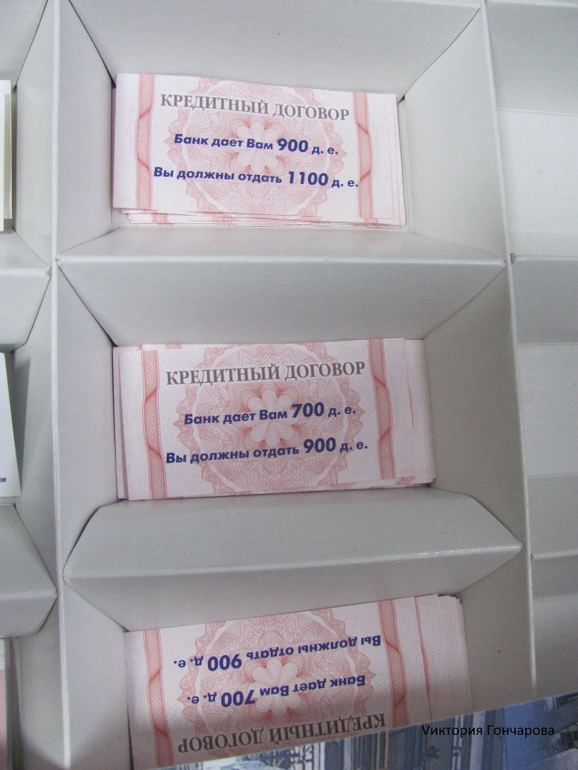 КРЕДИТНЫЙ ДОГОВОР
Банк дает Вам 900 д. е.
Вы должны отдать 1100 д. е.
КРЕДИТНЫЙ ДОГОВОР
Банк дает Вам 700 д. е.
Вы должны отдать 900 д. е.
КРЕДИТНЫЙ ДОГОВОР
Банк дает Вам 700 д. е.
Вы должны отдать 900 д. е.
Виктория Гончарова